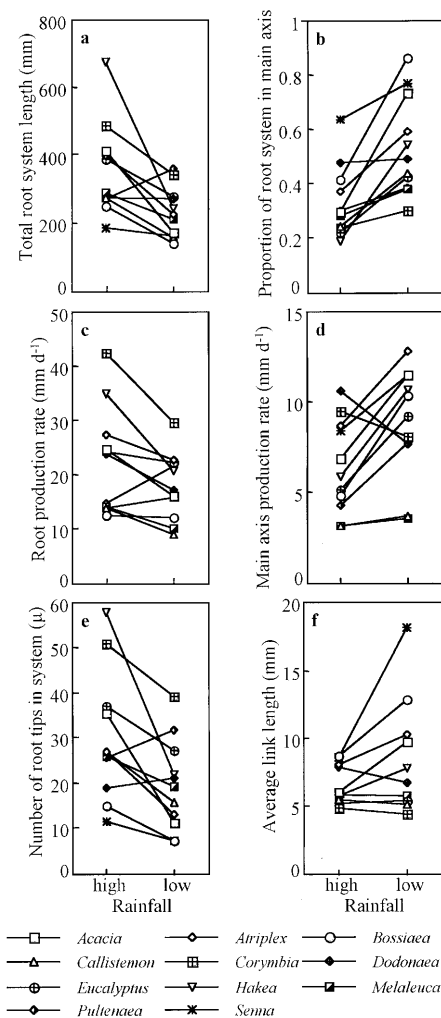 a
Total root system length (mm)
800
600
400
200
0
b
Proportion of root system in main axis
1
0.8
0.6
0.4
0.2
0
c
Root production rate (mm d-1)
50
40
30
20
10
0
d
Main axis production rate (mm d-1)
15
10
5
0
e
Number of root tips in system (μ)
60
50
40
30
20
10
0
high
low
Rainfall
f
Average link length (mm)
20
15
10
5
0
high
low
Rainfall
Acacia
Atriplex
Bossiaea
Callistemon
Corymbia
Dodonaea
Eucalyptus
Hakea
Melaleuca
Pultenaea
Senna